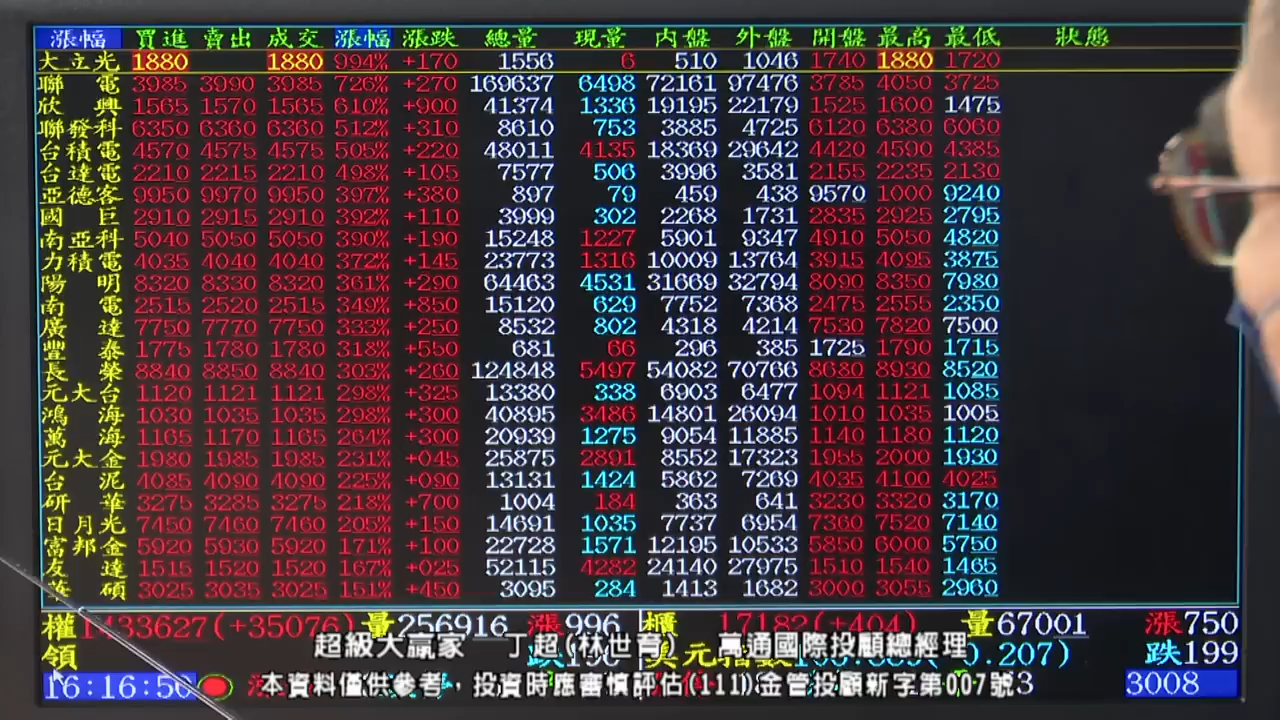 漲幅 買進 賣出 成交 漲幅 漲跌 總量 現量 內盤 外盤 開盤 最高 最低 狀態
大立光 1880 1880 994% +170 1556 6 510 1046 1740 1880 1720
聯電 3985 3990 3985 726% +270 169637 6498 72161 97476 3785 4050 3725
欣興 1565 1570 1565 610% +900 41374 1336 19195 22179 1525 1600 1475
聯發科 6350 6360 6360 512% +310 8610 753 3885 4725 6120 6380 6060
台積電 4570 4575 4575 505% +220 48011 4135 18369 29642 4420 4590 4385
台達電 2210 2215 2210 498% +105 7577 506 3996 3581 2155 2235 2130
亞德客 9950 9970 9950 397% +380 897 79 459 438 9570 1000 9240
國巨 2910 2915 2910 392% +110 3999 302 2268 1731 2835 2925 2795
南亞科 5040 5050 5050 390% +190 15248 1227 5901 9347 4910 5050 4820
力積電 4035 4040 4040 372% +145 23773 1316 10009 13764 3915 4095 3875
陽明 8320 8330 8320 361% +290 64463 4531 31669 32794 8090 8350 7980
南電 2515 2520 2515 349% +850 15120 629 7752 7368 2475 2555 2350
廣達 7750 7770 7750 333% +250 8532 802 4318 4214 7530 7820 7500
豐泰 1775 1780 1780 318% +550 681 66 296 385 1725 1790 1715
長榮 8840 8850 8840 303% +260 124848 5497 54082 70766 8680 8930 8520
元大台 1120 1121 1121 298% +325 13380 338 6903 6477 1094 1121 1085
鴻海 1030 1035 1035 298% +300 40895 3486 14801 26094 1010 1035 1005
萬海 1165 1170 1165 264% +300 20939 1275 9054 11885 1140 1180 1120
元大金 1980 1985 1985 231% +045 25875 2891 8552 17323 1955 2000 1930
台泥 4085 4090 4090 225% +090 13131 1424 5862 7269 4035 4100 4025
研華 3275 3285 3275 218% +700 1004 184 363 641 3230 3320 3170
日月光 7450 7460 7460 205% +150 14691 1035 7737 6954 7360 7520 7140
富邦金 5920 5930 5920 171% +100 22728 1571 12195 10533 5850 6000 5750
友達 1515 1520 1520 167% +025 52115 4282 24140 27975 1510 1540 1465
碩 3025 3035 3025 151% +450 3095 284 1413 1682 3000 3055 2960
權 1433627(+35076) 量256916 漲996 櫃 17182(+404) 量67001 漲750
領 跌 美元指數 0.207) 跌199
超級大贏家 丁超(林世育) 萬通國際投顧總經理
16:16:50 3 3008
本資料僅供參考，投資時應審慎評估(111)金管投顧新字第007號